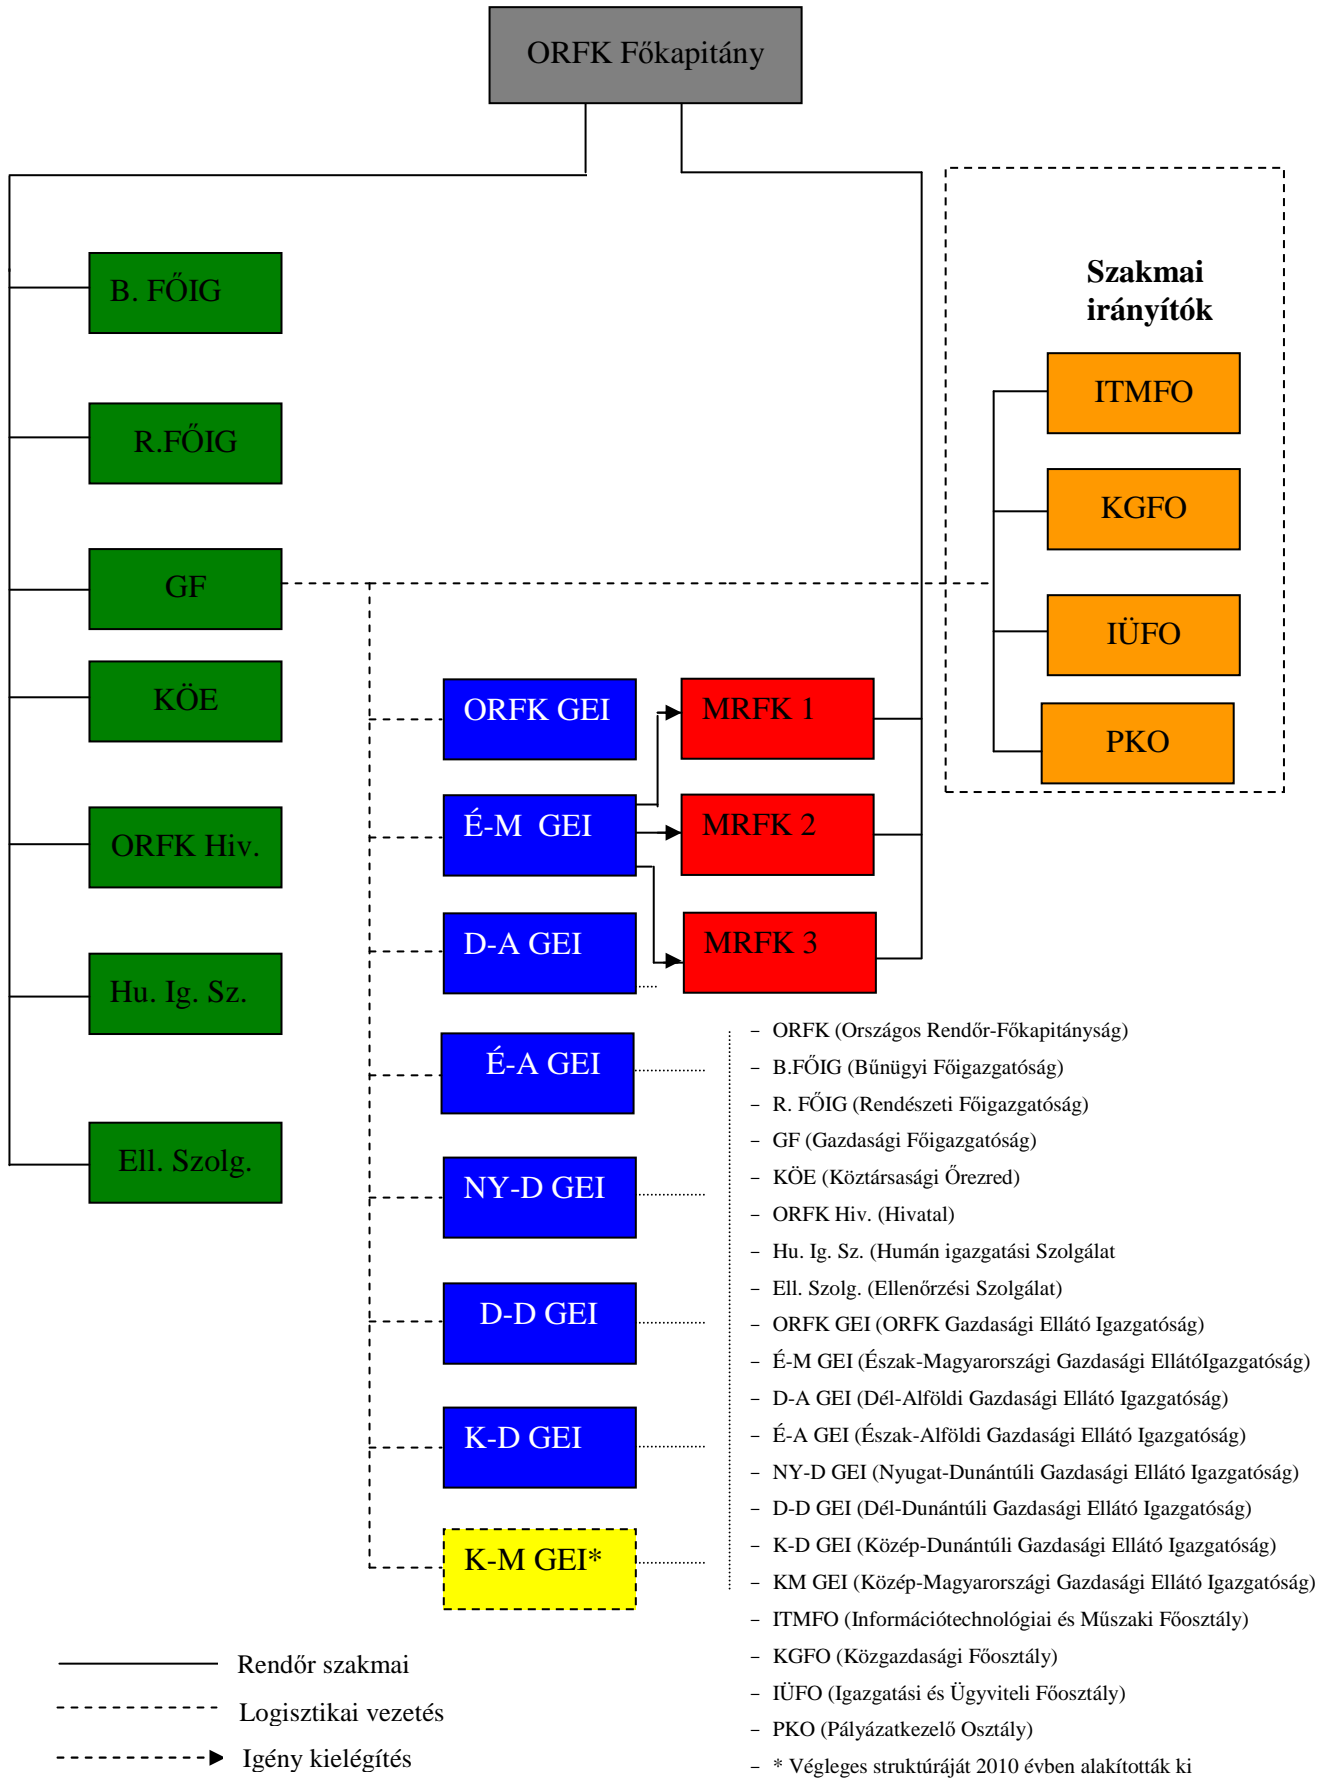 ORFK Főkapitány
B. FŐIG
R.FŐIG
GF
KÖE
ORFK Hiv.
Hu. Ig. Sz.
Ell. Szolg.
ORFK GEI
É-M GEI
D-A GEI
É-A GEI
NY-D GEI
D-D GEI
K-D GEI
K-M GEI*
MRFK 1
MRFK 2
MRFK 3
Szakmai
irányítók
ITMFO
KGFO
IÜFO
PKO
– ORFK (Országos Rendőr-Főkapitányság)
– B.FŐIG (Bűnügyi Főigazgatóság)
– R. FŐIG (Rendészeti Főigazgatóság)
– GF (Gazdasági Főigazgatóság)
– KÖE (Köztársasági Őrezred)
– ORFK Hiv. (Hivatal)
– Hu. Ig. Sz. (Humán igazgatási Szolgálat
– Ell. Szolg. (Ellenőrzési Szolgálat)
– ORFK GEI (ORFK Gazdasági Ellátó Igazgatóság)
– É-M GEI (Észak-Magyarországi Gazdasági EllátóIgazgatóság)
– D-A GEI (Dél-Alföldi Gazdasági Ellátó Igazgatóság)
– É-A GEI (Észak-Alföldi Gazdasági Ellátó Igazgatóság)
– NY-D GEI (Nyugat-Dunántúli Gazdasági Ellátó Igazgatóság)
– D-D GEI (Dél-Dunántúli Gazdasági Ellátó Igazgatóság)
– K-D GEI (Közép-Dunántúli Gazdasági Ellátó Igazgatóság)
– KM GEI (Közép-Magyarországi Gazdasági Ellátó Igazgatóság)
– ITMFO (Információtechnológiai és Műszaki Főosztály)
– KGFO (Közgazdasági Főosztály)
– IÜFO (Igazgatási és Ügyviteli Főosztály)
– PKO (Pályázatkezelő Osztály)
– * Végleges struktúráját 2010 évben alakították ki
Rendőr szakmai
Logisztikai vezetés
Igény kielégítés